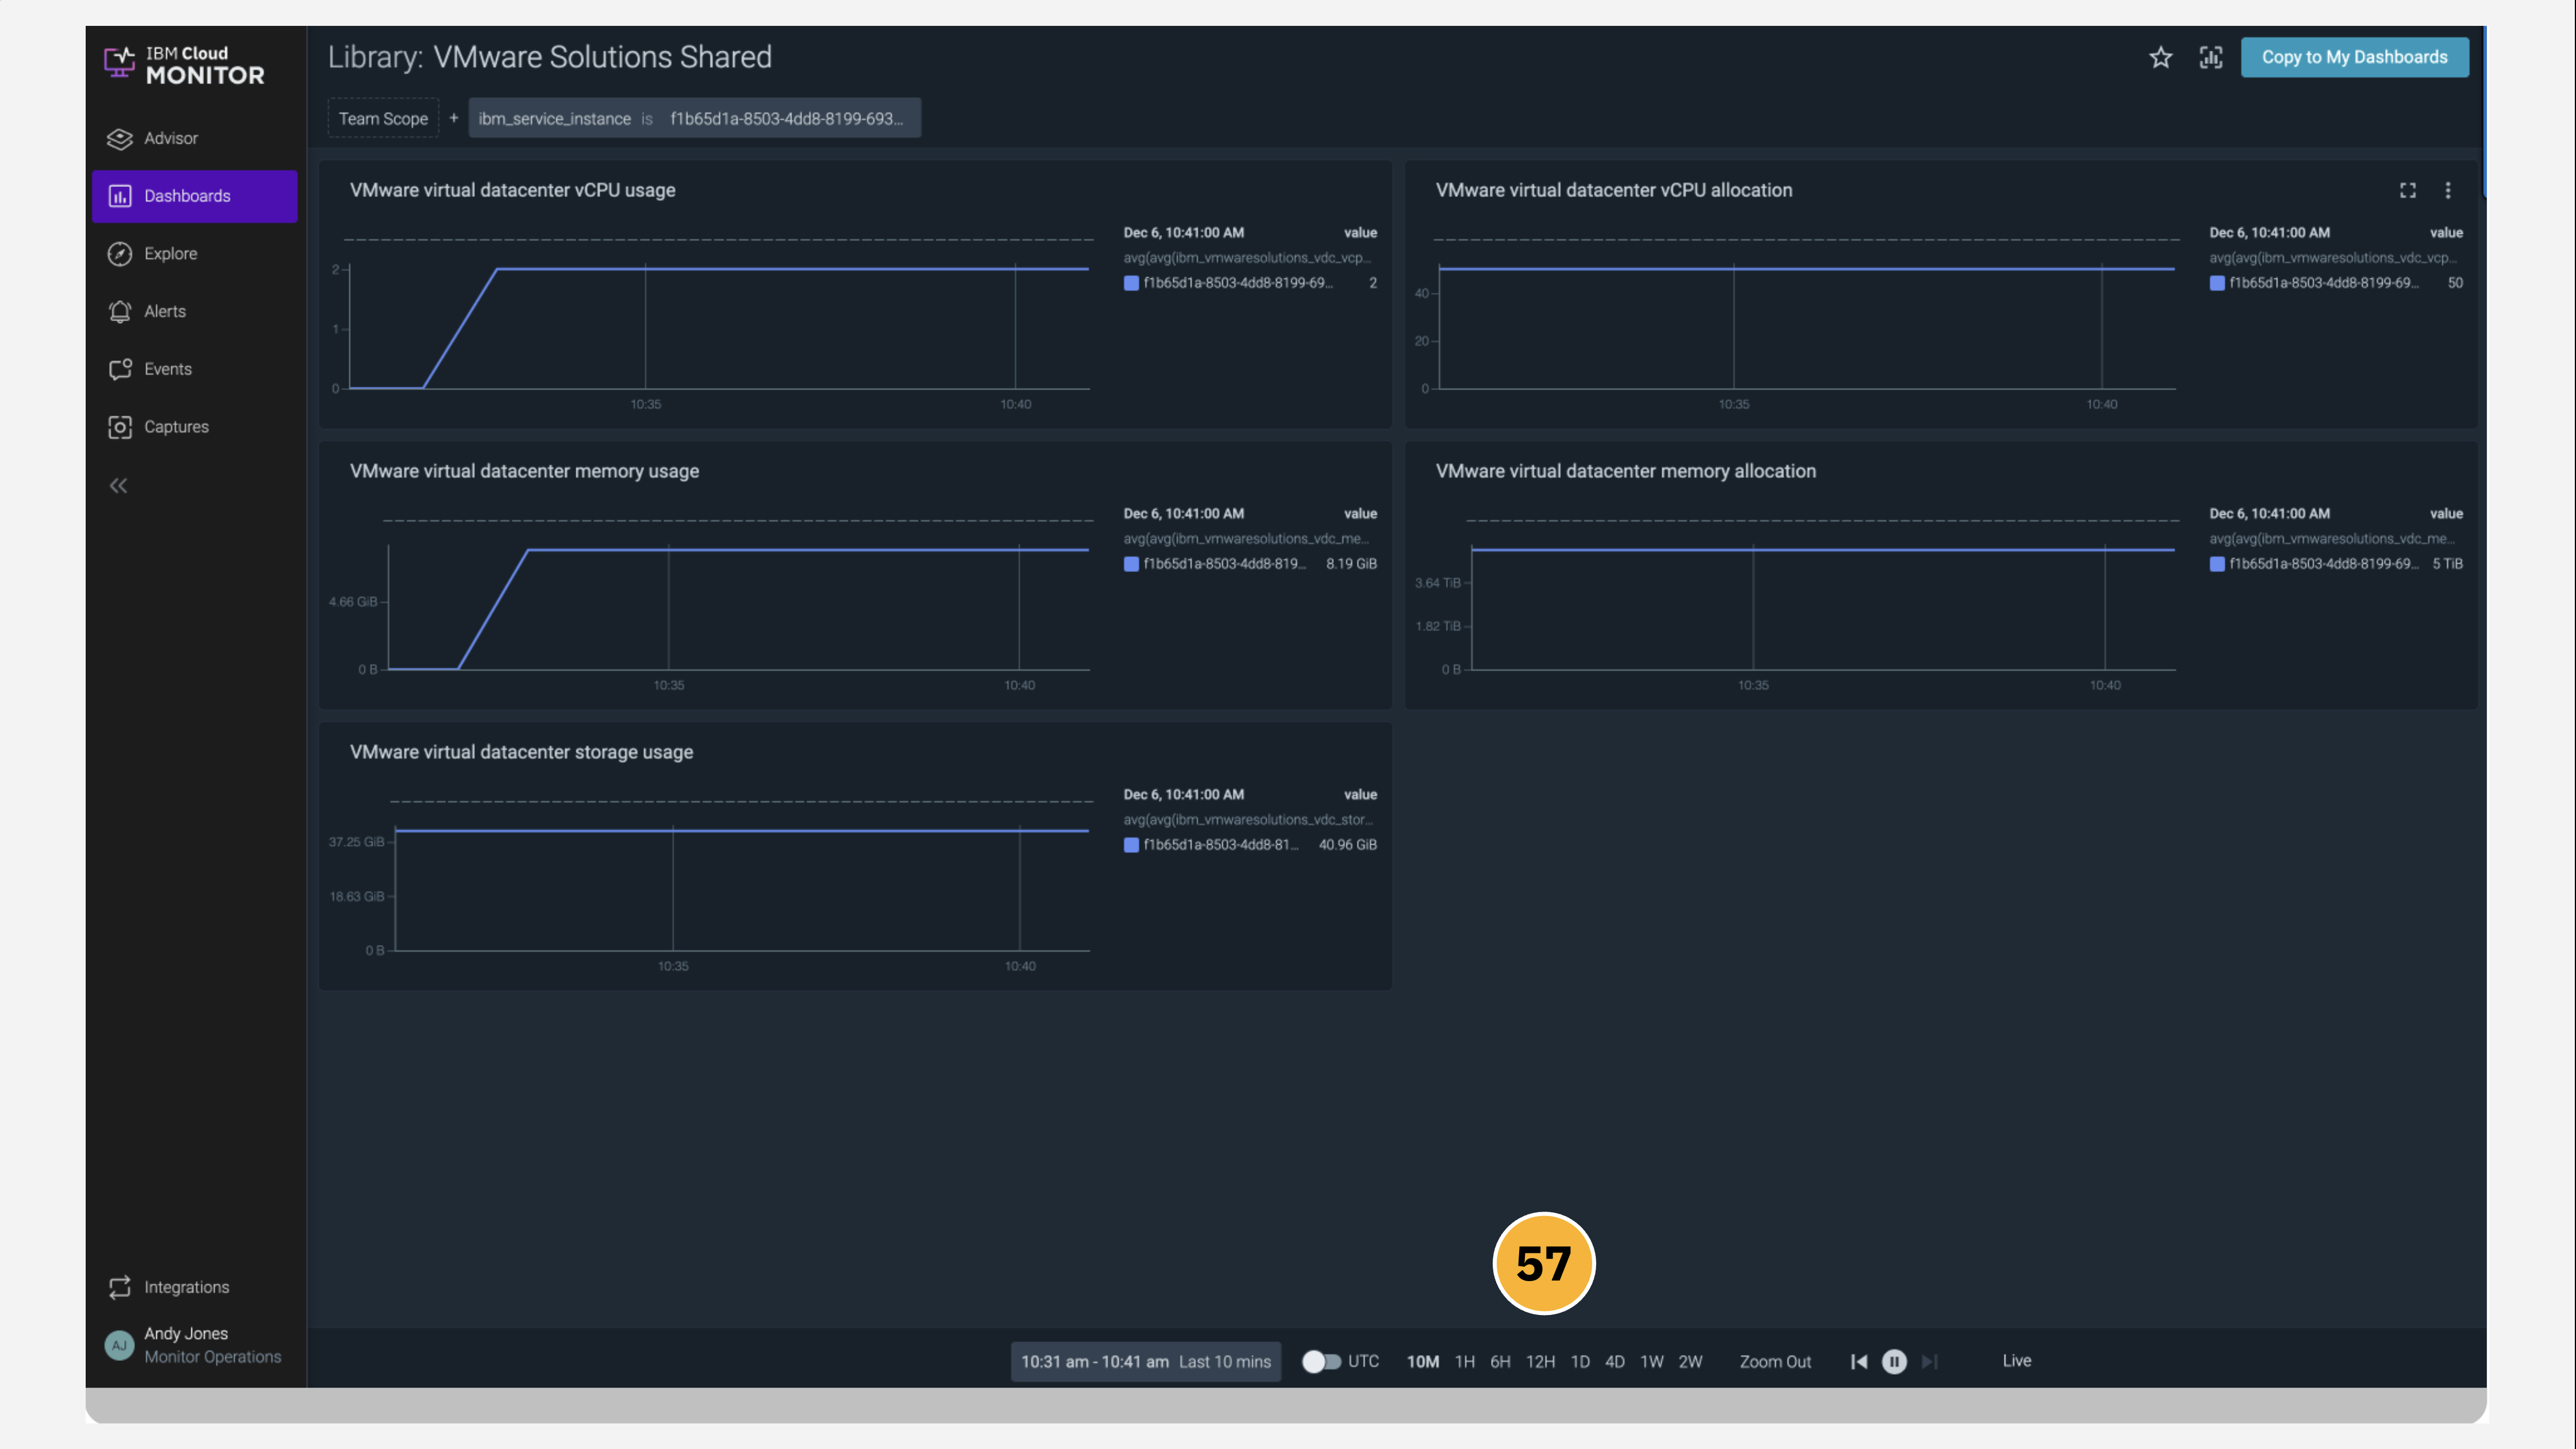 IBM Cloud
MONITOR
Advisor
Dashboards
Explore
Alerts
Events
Captures
Integrations
AJ
Andy Jones
Monitor Operations
Library: VMware Solutions Shared
Copy to My Dashboards
Team Scope + ibm_service_instance is f1b65d1a-8503-4dd8-8199-693...
VMware virtual datacenter vCPU usage
2
1
0
10:35 10:40
Dec 6, 10:41:00 AM value
avg(avg(ibm_vmwaresolutions_vdc_vcp...
f1b65d1a-8503-4dd8-8199-69... 2
VMware virtual datacenter vCPU allocation
40
20
0
10:35 10:40
Dec 6, 10:41:00 AM value
avg(avg(ibm_vmwaresolutions_vdc_vcp...
f1b65d1a-8503-4dd8-8199-69... 50
VMware virtual datacenter memory usage
4.66 GiB
0 B
10:35 10:40
Dec 6, 10:41:00 AM value
avg(avg(ibm_vmwaresolutions_vdc_me...
f1b65d1a-8503-4dd8-819... 8.19 GiB
VMware virtual datacenter memory allocation
3.64 TiB
1.82 TiB
0 B
10:35 10:40
Dec 6, 10:41:00 AM value
avg(avg(ibm_vmwaresolutions_vdc_me...
f1b65d1a-8503-4dd8-8199-69... 5 TiB
VMware virtual datacenter storage usage
37.25 GiB
18.63 GiB
0 B
10:35 10:40
Dec 6, 10:41:00 AM value
avg(avg(ibm_vmwaresolutions_vdc_stor...
f1b65d1a-8503-4dd8-81... 40.96 GiB
57
10:31 am - 10:41 am Last 10 mins UTC 10M 1H 6H 12H 1D 4D 1W 2W Zoom Out Live